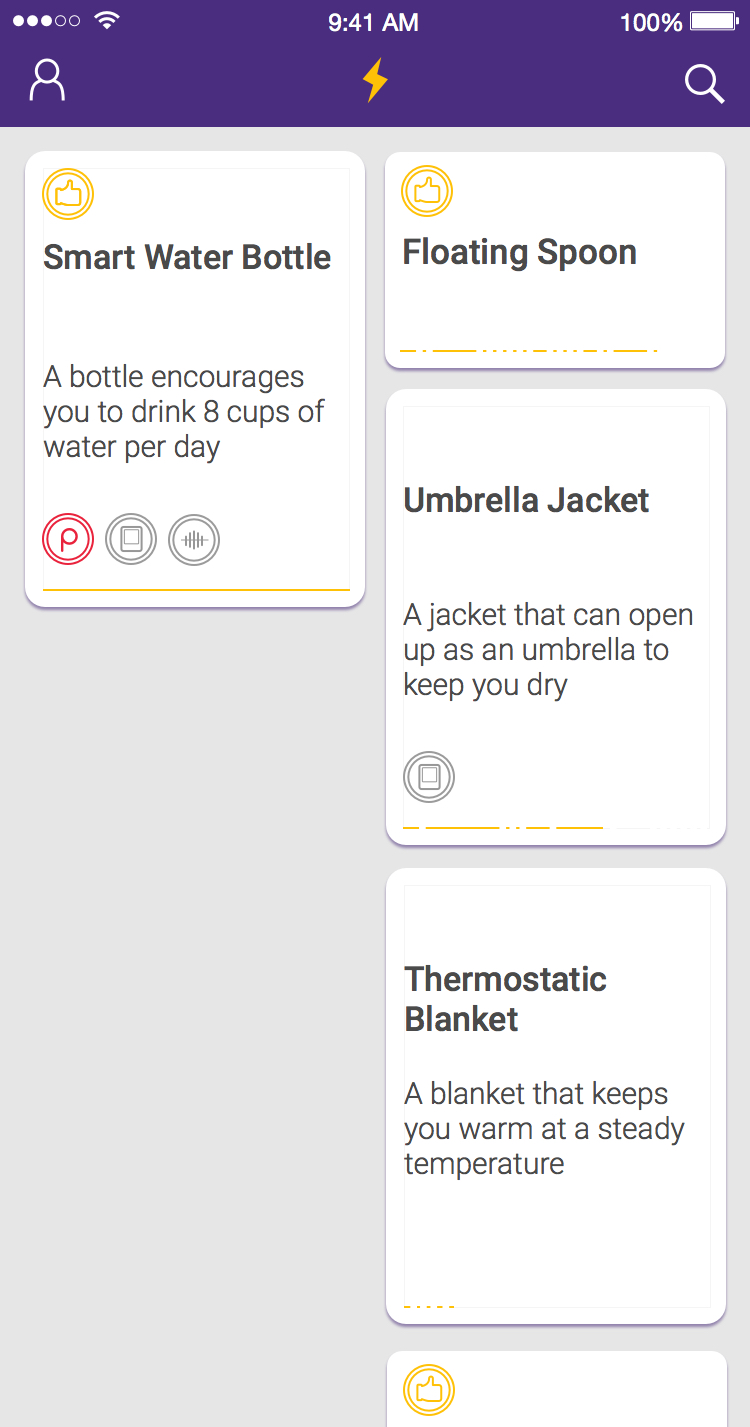 9:41 AM
100%
Smart Water Bottle
A bottle encourages
you to drink 8 cups of
water per day
Floating Spoon
Umbrella Jacket
A jacket that can open
up as an umbrella to
keep you dry
Thermostatic
Blanket
A blanket that keeps
you warm at a steady
temperature